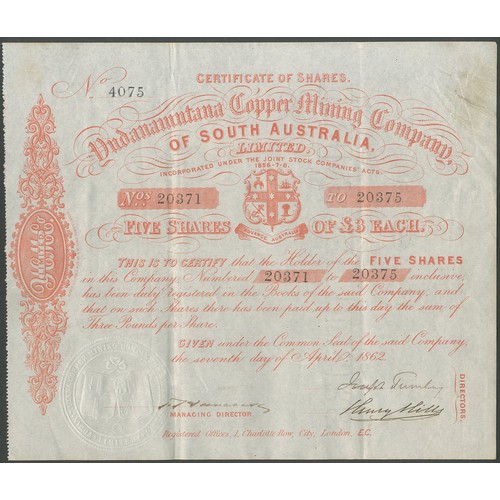 No. 4075
CERTIFICATE OF SHARES.
Yudanamutana Copper Mining Company,
OF SOUTH AUSTRALIA,
LIMITED.
INCORPORATED UNDER THE JOINT STOCK COMPANIES ACTS.
1856-7-8.
Nos 20371 TO 20375
ADVANCE AUSTRALIA
FIVE SHARES OF £3 EACH.
THIS IS TO CERTIFY that the Holder of the FIVE SHARES
in this Company Numbered 20371 to 20375 inclusive,
has been duly registered in the Books of the said Company, and
that on such Shares there has been paid up to this day the sum of
Three Pounds per Share.
GIVEN under the Common Seal of the said Company,
the seventh day of April 1862.
MANAGING DIRECTOR.
Henry Hills
DIRECTORS.
Registered Offices, 1, Charlotte Row, City, London, E.C.